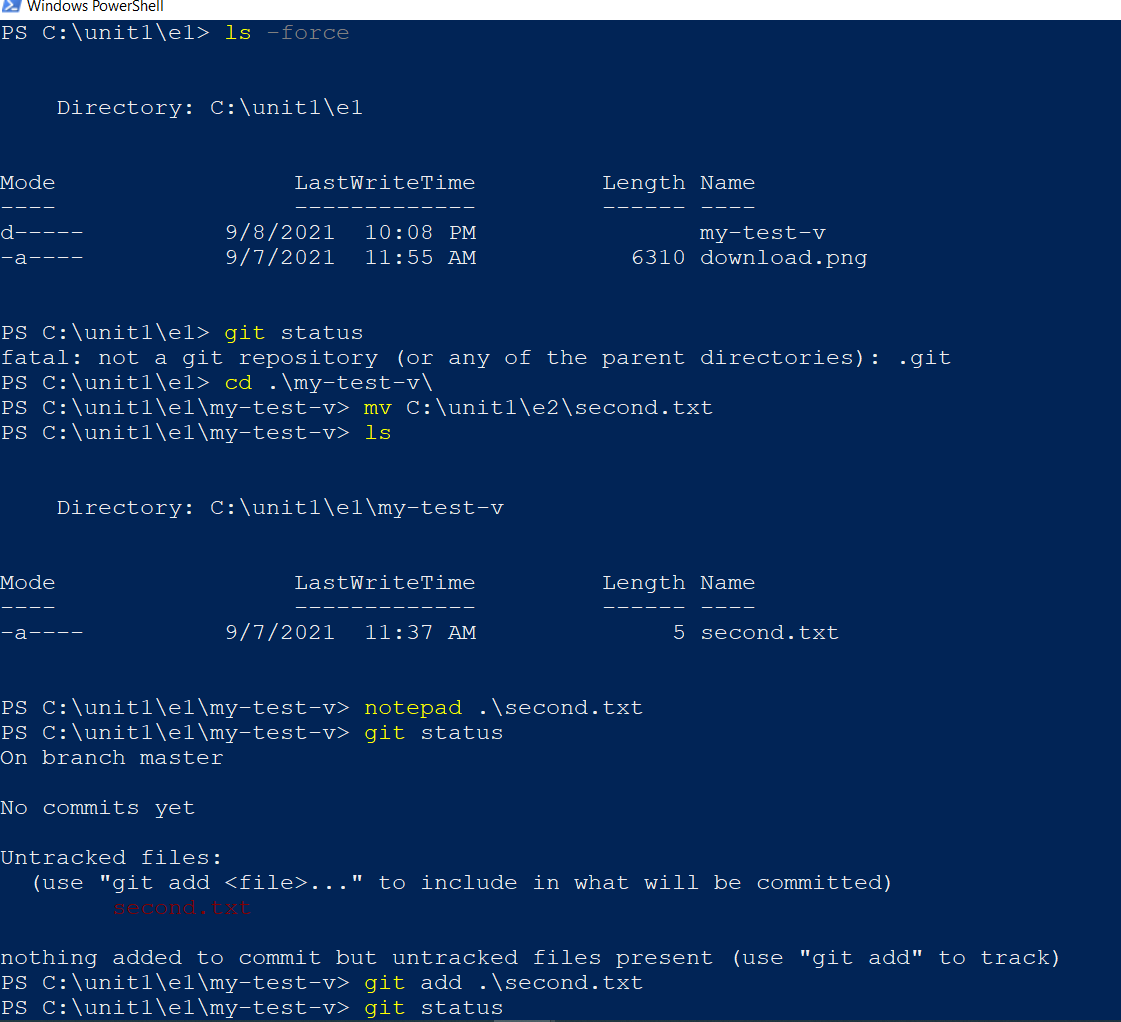 Windows PowerShell
PS C:\unit1\e1> ls -force
Directory: C:\unit1\e1
Mode LastWriteTime Length Name
---- ------------- ------ ----
d----- 9/8/2021 10:08 PM my-test-v
-a---- 9/7/2021 11:55 AM 6310 download.png
PS C:\unit1\e1> git status
fatal: not a git repository (or any of the parent directories): .git
PS C:\unit1\e1> cd .\my-test-v\
PS C:\unit1\e1\my-test-v> mv C:\unit1\e2\second.txt
PS C:\unit1\e1\my-test-v> ls
Directory: C:\unit1\e1\my-test-v
Mode LastWriteTime Length Name
---- ------------- ------ ----
-a---- 9/7/2021 11:37 AM 5 second.txt
PS C:\unit1\e1\my-test-v> notepad .\second.txt
PS C:\unit1\e1\my-test-v> git status
On branch master
No commits yet
Untracked files:
(use "git add <file>..." to include in what will be committed)
second.txt
nothing added to commit but untracked files present (use "git add" to track)
PS C:\unit1\e1\my-test-v> git add .\second.txt
PS C:\unit1\e1\my-test-v> git status